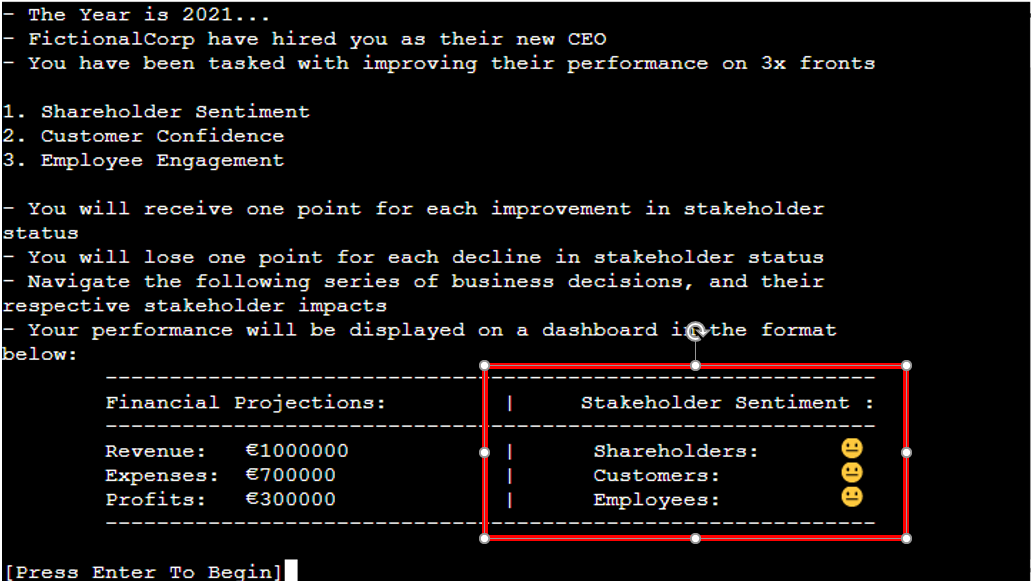 - The Year is 2021...
- FictionalCorp have hired you as their new CEO
- You have been tasked with improving their performance on 3x fronts
1. Shareholder Sentiment
2. Customer Confidence
3. Employee Engagement
- You will receive one point for each improvement in stakeholder
status
- You will lose one point for each decline in stakeholder status
- Navigate the following series of business decisions, and their
respective stakeholder impacts
- Your performance will be displayed on a dashboard in the format
below:
------------------------------------------------------------
Financial Projections: | Stakeholder Sentiment :
------------------------------------------------------------
Revenue: €1000000 | Shareholders: 😐
Expenses: €700000 | Customers: 😐
Profits: €300000 | Employees: 😐
------------------------------------------------------------
[Press Enter To Begin]